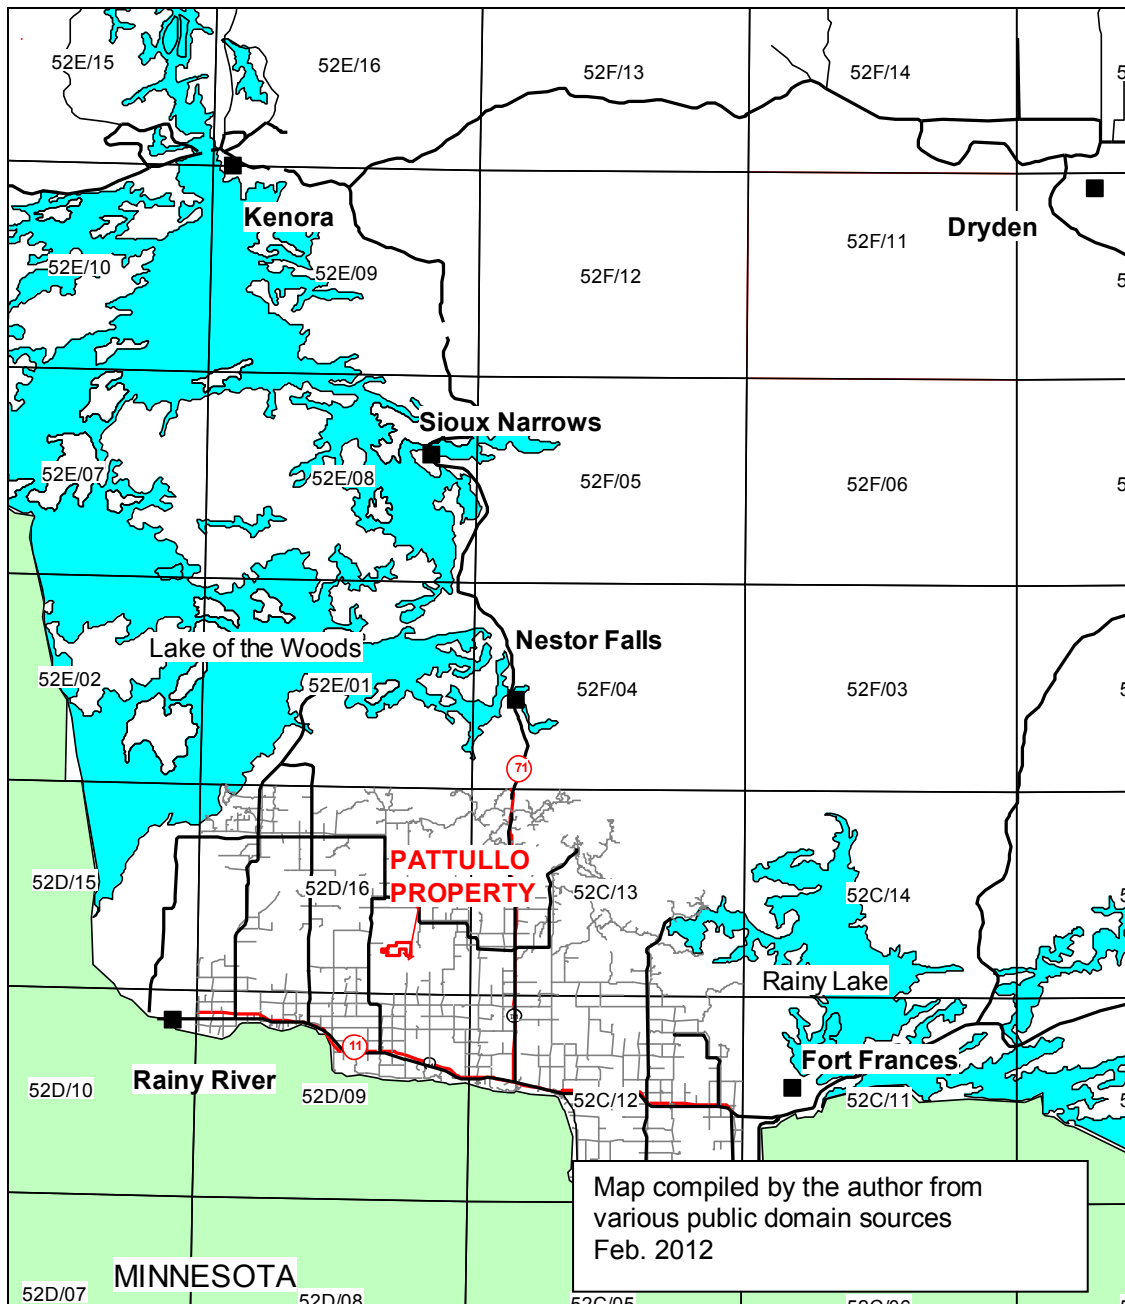 52E/15
52E/16
52F/13
52F/14
Kenora
Dryden
52E/10
52E/09
52F/12
52F/11
Sioux Narrows
52E/07
52E/08
52F/05
52F/06
Lake of the Woods
Nestor Falls
52E/02
52E/01
52F/04
52F/03
71
PATTULLO
PROPERTY
52D/15
52D/16
52C/13
52C/14
Rainy Lake
11
Rainy River
Fort Frances
52D/10
52D/09
52C/12
52C/11
Map compiled by the author from
various public domain sources
Feb. 2012
MINNESOTA
52D/07
52D/08
52C/05